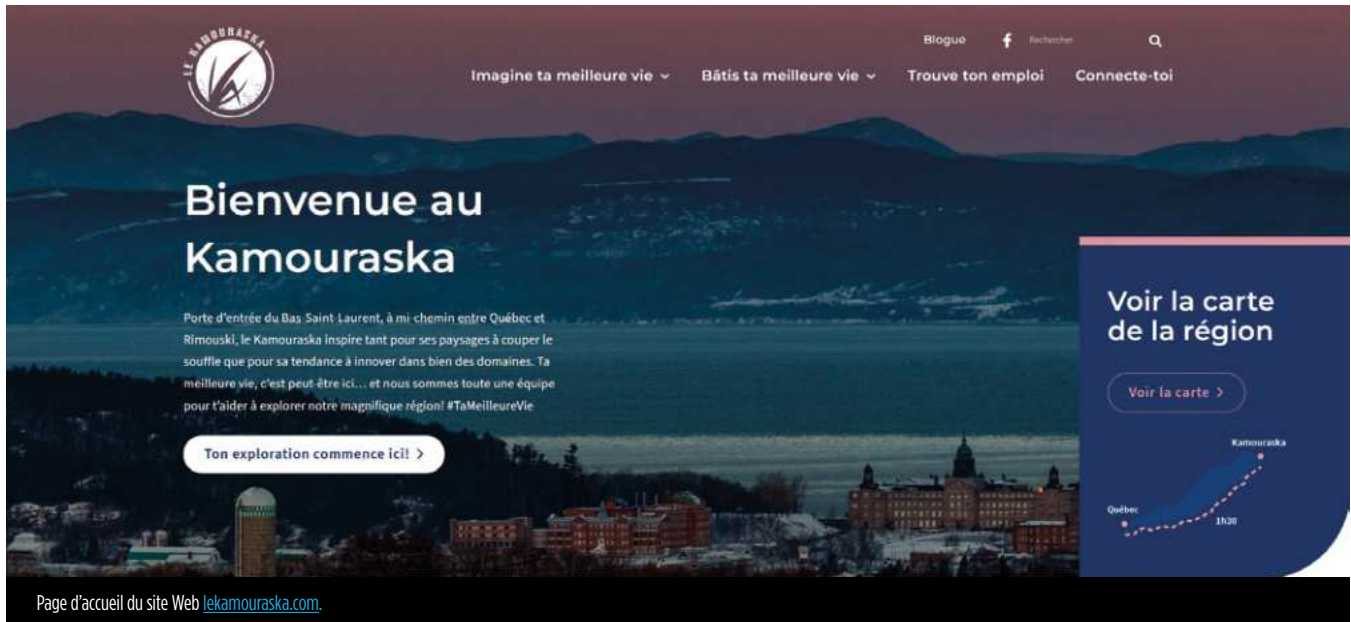 LE KAMOURASKA
Blogue
Rechercher
Imagine ta meilleure vie
Bâtis ta meilleure vie
Trouve ton emploi
Connecte-toi
Bienvenue au
Kamouraska
Porte d'entrée du Bas-Saint-Laurent, à mi-chemin entre Québec et
Rimouski, le Kamouraska inspire tant pour ses paysages à couper le
souffle que pour sa tendance à innover dans bien des domaines. Ta
meilleure vie, c'est peut-être ici... et nous sommes toute une équipe
pour t'aider à explorer notre magnifique région! #TaMeilleureVie
Ton exploration commence ici! >
Voir la carte
de la région
Voir la carte >
Kamouraska
Québec
1h30
Page d'accueil du site Web lekamouraska.com.